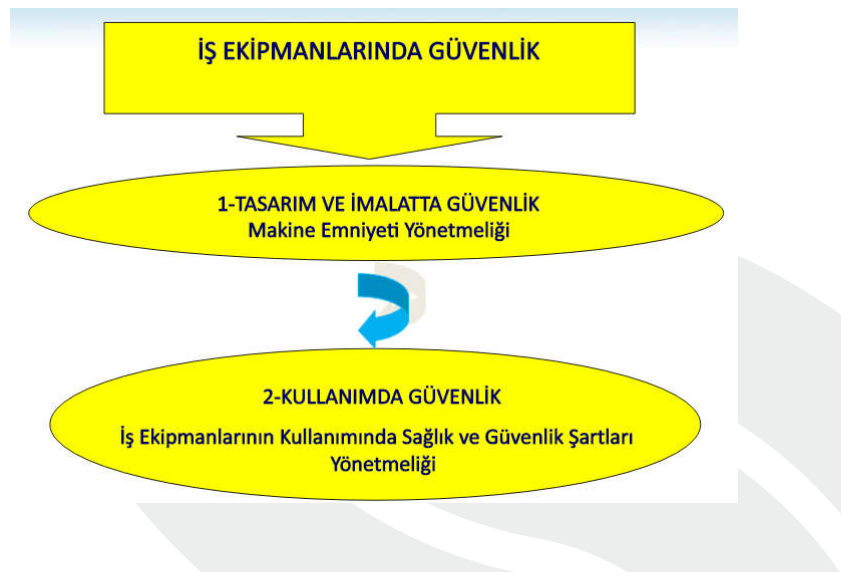 İŞ EKİPMANLARINDA GÜVENLİK
1-TASARIM VE İMALATTA GÜVENLİK
Makine Emniyeti Yönetmeliği
2-KULLANIMDA GÜVENLİK
İş Ekipmanlarının Kullanımında Sağlık ve Güvenlik Şartları
Yönetmeliği